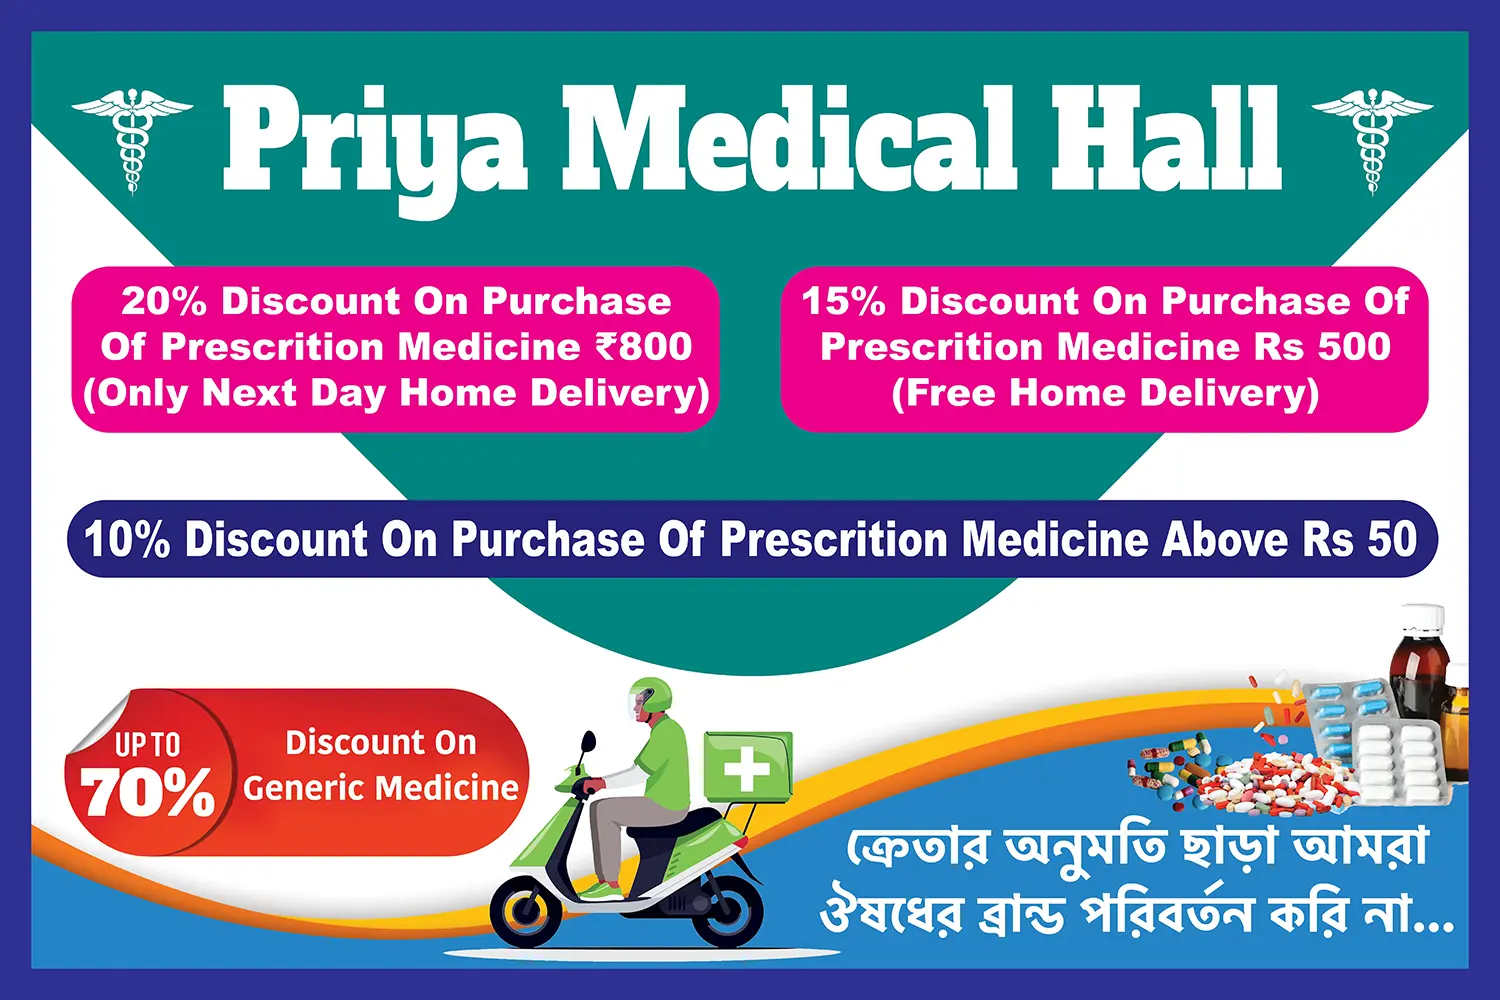 Priya Medical Hall
20% Discount On Purchase
Of Prescrition Medicine ₹800
(Only Next Day Home Delivery)
15% Discount On Purchase Of
Prescrition Medicine Rs 500
(Free Home Delivery)
10% Discount On Purchase Of Prescrition Medicine Above Rs 50
UP TO
70%
Discount On
Generic Medicine
ক্রেতার অনুমতি ছাড়া আমরা
ঔষধের ব্রান্ড পরিবর্তন করি না...